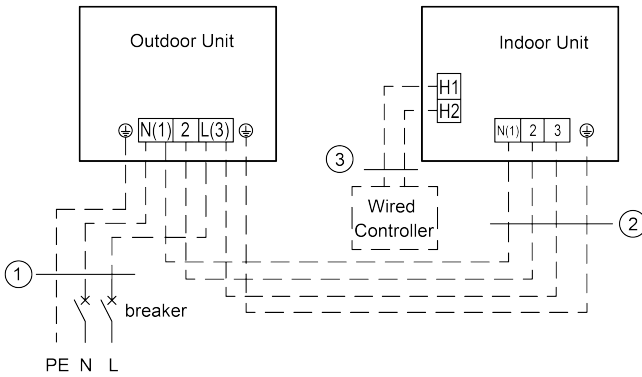 Outdoor Unit
Indoor Unit
H1
H2
N(1) 2 L(3)
N(1) 2 3
3
Wired
Controller
2
1
breaker
PE N L